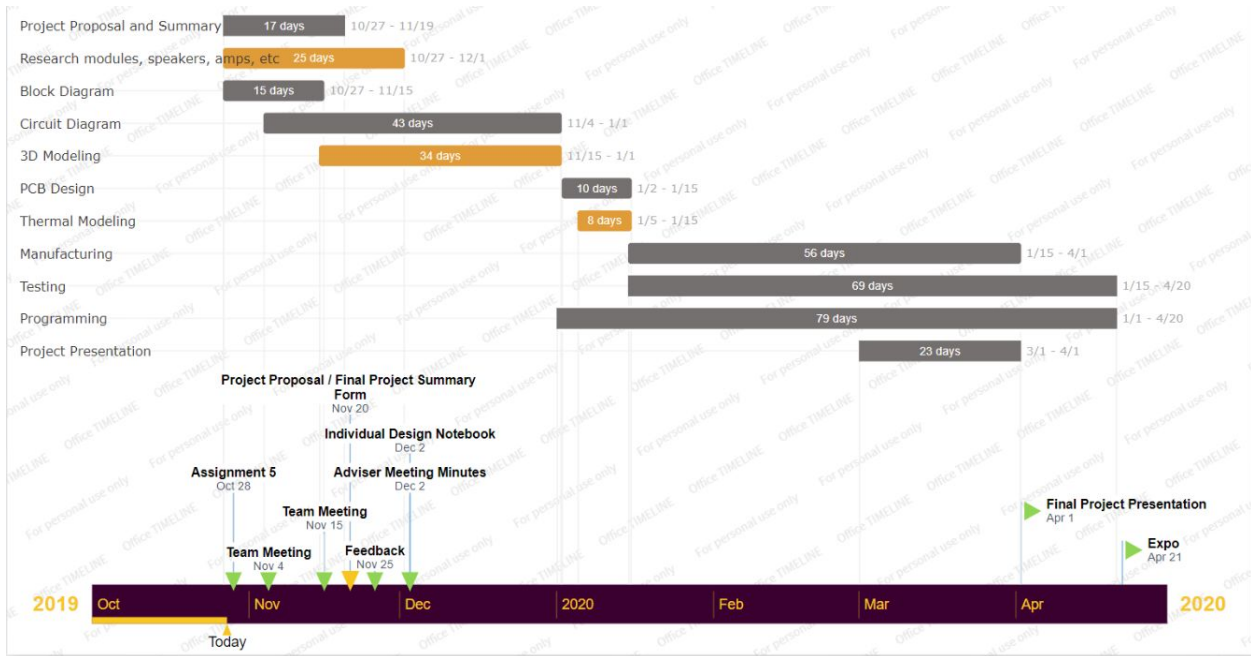 Project Proposal and Summary 17 days 10/27 - 11/19
Research modules, speakers, amps, etc 25 days 10/27 - 12/1
Block Diagram 15 days 10/27 - 11/15
Circuit Diagram 43 days 11/4 - 1/1
3D Modeling 34 days 11/15 - 1/1
PCB Design 10 days 1/2 - 1/15
Thermal Modeling 8 days 1/5 - 1/15
Manufacturing 56 days 1/15 - 4/1
Testing 69 days 1/15 - 4/20
Programming 79 days 1/1 - 4/20
Project Presentation 23 days 3/1 - 4/1
Project Proposal / Final Project Summary
Form
Nov 20
Individual Design Notebook
Dec 2
Assignment 5
Oct 28
Adviser Meeting Minutes
Dec 2
Team Meeting
Nov 15
Final Project Presentation
Apr 1
Team Meeting
Nov 4
Feedback
Nov 25
Expo
Apr 21
2019 Oct Nov Dec 2020 Feb Mar Apr 2020
Today
For personal use only
Office TIMELINE